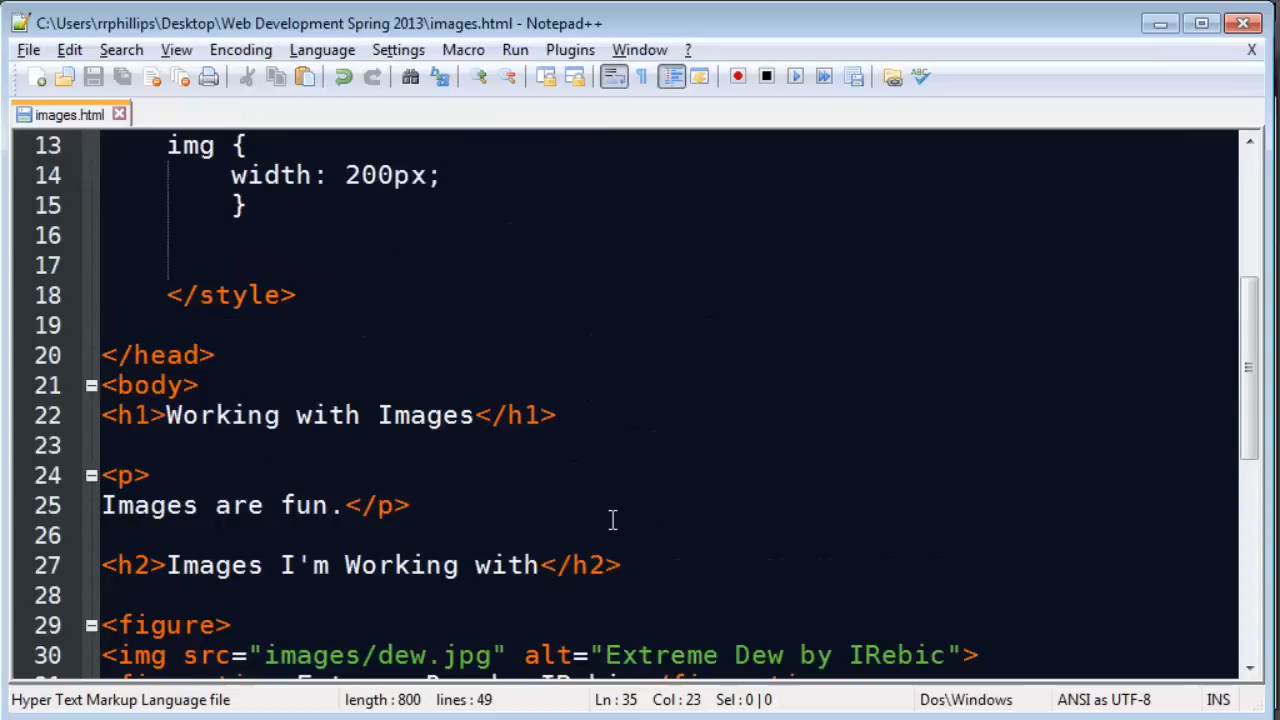 C:\Users\rrphillips\Desktop\Web Development Spring 2013\images.html - Notepad++
File Edit Search View Encoding Language Settings Macro Run Plugins Window ? X
images.html
13 img {
14 width: 200px;
15 }
16
17
18 </style>
19
20 </head>
21 <body>
22 <h1>Working with Images</h1>
23
24 <p>
25 Images are fun.</p>
26
27 <h2>Images I'm Working with</h2>
28
29 <figure>
30 <img src="images/dew.jpg" alt="Extreme Dew by IRebic">
Hyper Text Markup Language file length : 800 lines : 49 Ln : 35 Col : 23 Sel : 0 | 0 Dos\Windows ANSI as UTF-8 INS